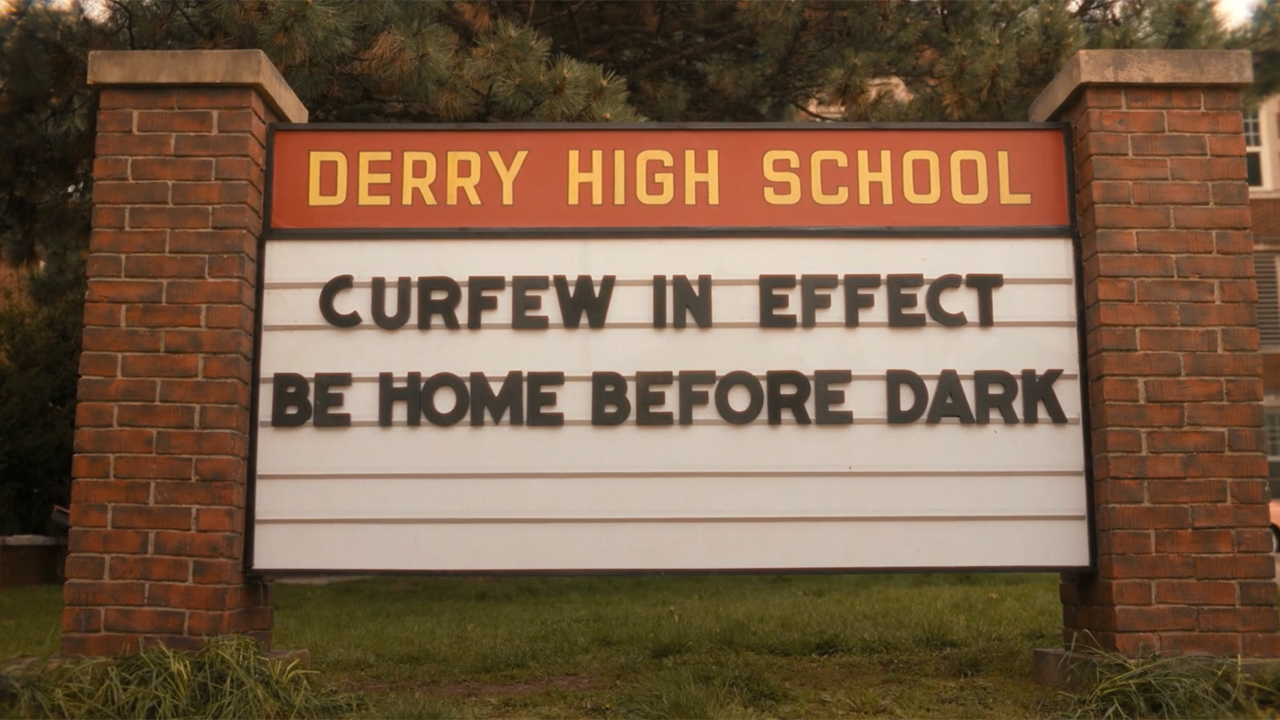 DERRY HIGH SCHOOL
CURFEW IN EFFECT
BE HOME BEFORE DARK